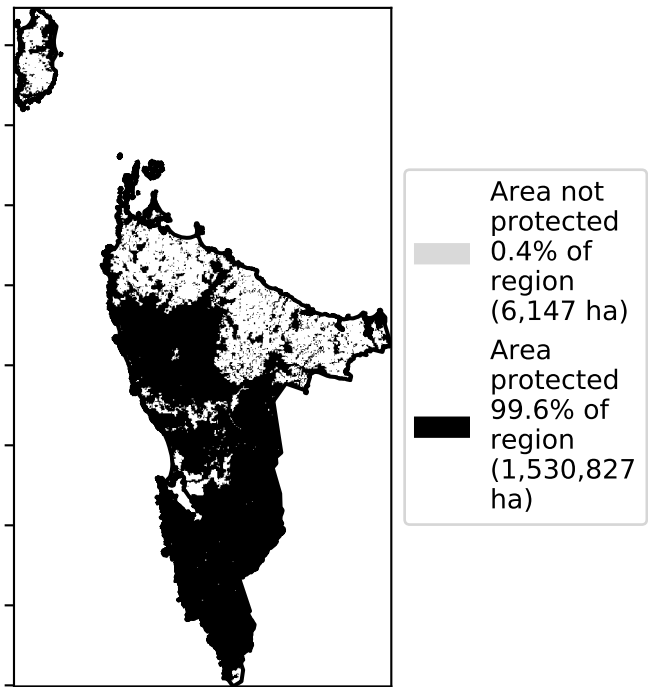 Area not
protected
0.4% of
region
(6,147 ha)
Area
protected
99.6% of
region
(1,530,827
ha)